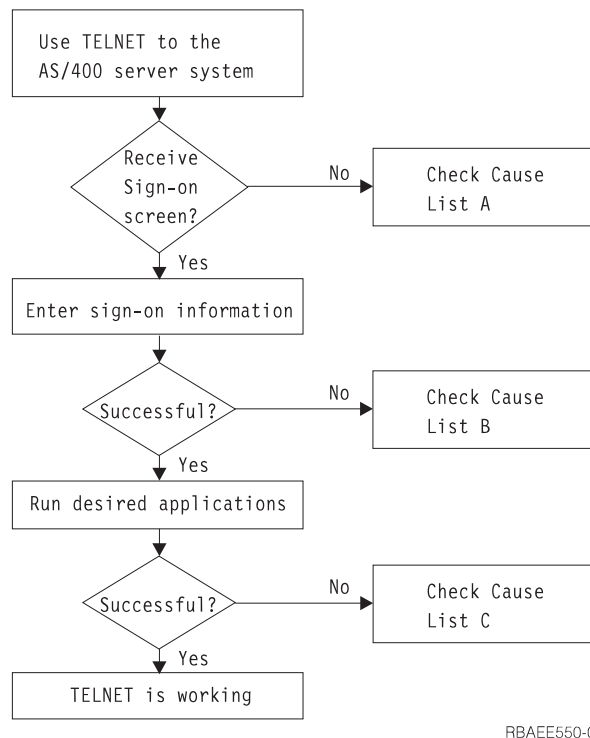 Use TELNET to the
AS/400 server system
Receive
Sign-on
screen?
No
Check Cause
List A
Yes
Enter sign-on information
Successful?
No
Check Cause
List B
Yes
Run desired applications
Successful?
No
Check Cause
List C
Yes
TELNET is working
RBAEE550-0